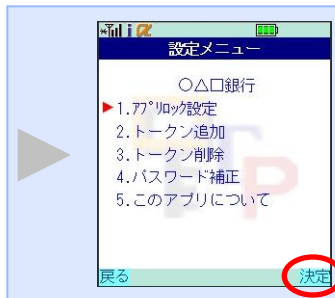 設定メニュー
○△口銀行
1.ｱﾌﾟﾘﾛｯｸ設定
2.トークン追加
3.トークン削除
4.パスワード補正
5.このアプリについて
戻る 決定